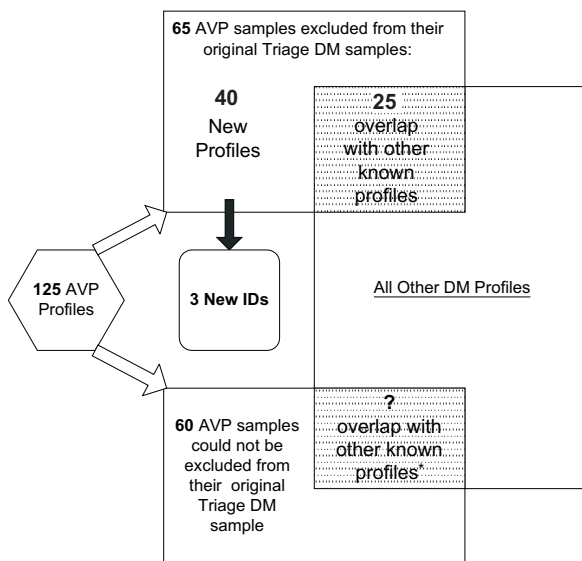 65 AVP samples excluded from their
original Triage DM samples:
40
New
Profiles
25
overlap
with other
known
profiles
125 AVP
Profiles
3 New IDs
All Other DM Profiles
60 AVP samples
could not be
excluded from
their original
Triage DM
sample
?
overlap with
other known
profiles*